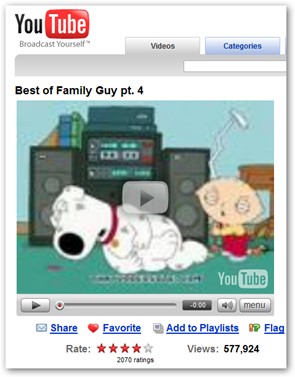 YouTube
Broadcast Yourself™
Videos Categories
Best of Family Guy pt. 4
YouTube
-0:00 menu
Share Favorite Add to Playlists Flag
Rate: Views: 577,924
2070 ratings